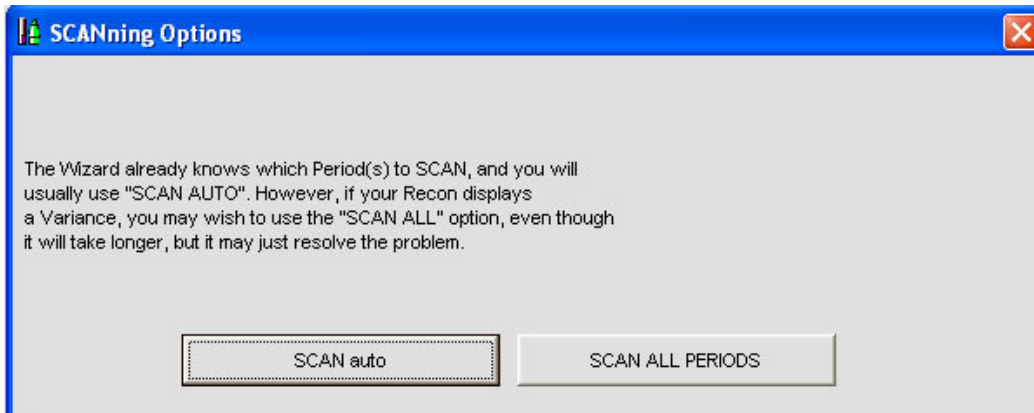 SCANning Options
The Wizard already knows which Period(s) to SCAN, and you will
usually use "SCAN AUTO". However, if your Recon displays
a Variance, you may wish to use the "SCAN ALL" option, even though
it will take longer, but it may just resolve the problem.
SCAN auto
SCAN ALL PERIODS